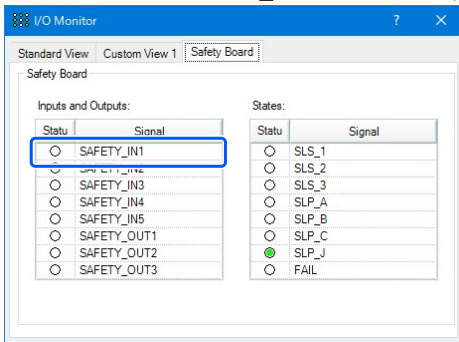 I/O Monitor ? ×
Standard View Custom View 1 Safety Board
Safety Board
Inputs and Outputs: States:
Statu Signal Statu Signal
SAFETY_IN1 SLS_1
SAFETY_IN2 SLS_2
SAFETY_IN3 SLS_3
SAFETY_IN4 SLP_A
SAFETY_IN5 SLP_B
SAFETY_OUT1 SLP_C
SAFETY_OUT2 SLP_J
SAFETY_OUT3 FAIL